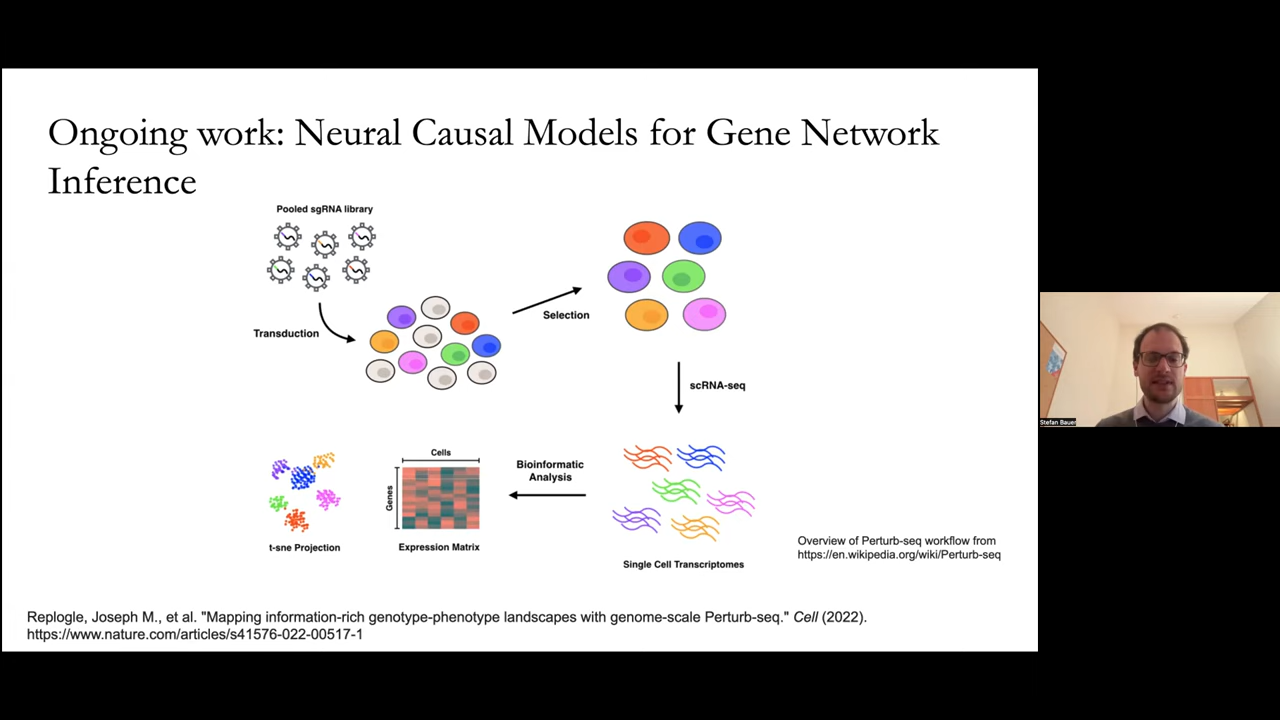 Ongoing work: Neural Causal Models for Gene Network
Inference
Pooled sgRNA library
Transduction
Selection
scRNA-seq
Single Cell Transcriptomes
Bioinformatic
Analysis
Cells
Genes
Expression Matrix
t-sne Projection
Overview of Perturb-seq workflow from
https://en.wikipedia.org/wiki/Perturb-seq
Replogle, Joseph M., et al. "Mapping information-rich genotype-phenotype landscapes with genome-scale Perturb-seq." Cell (2022).
https://www.nature.com/articles/s41576-022-00517-1
Stefan Bauer